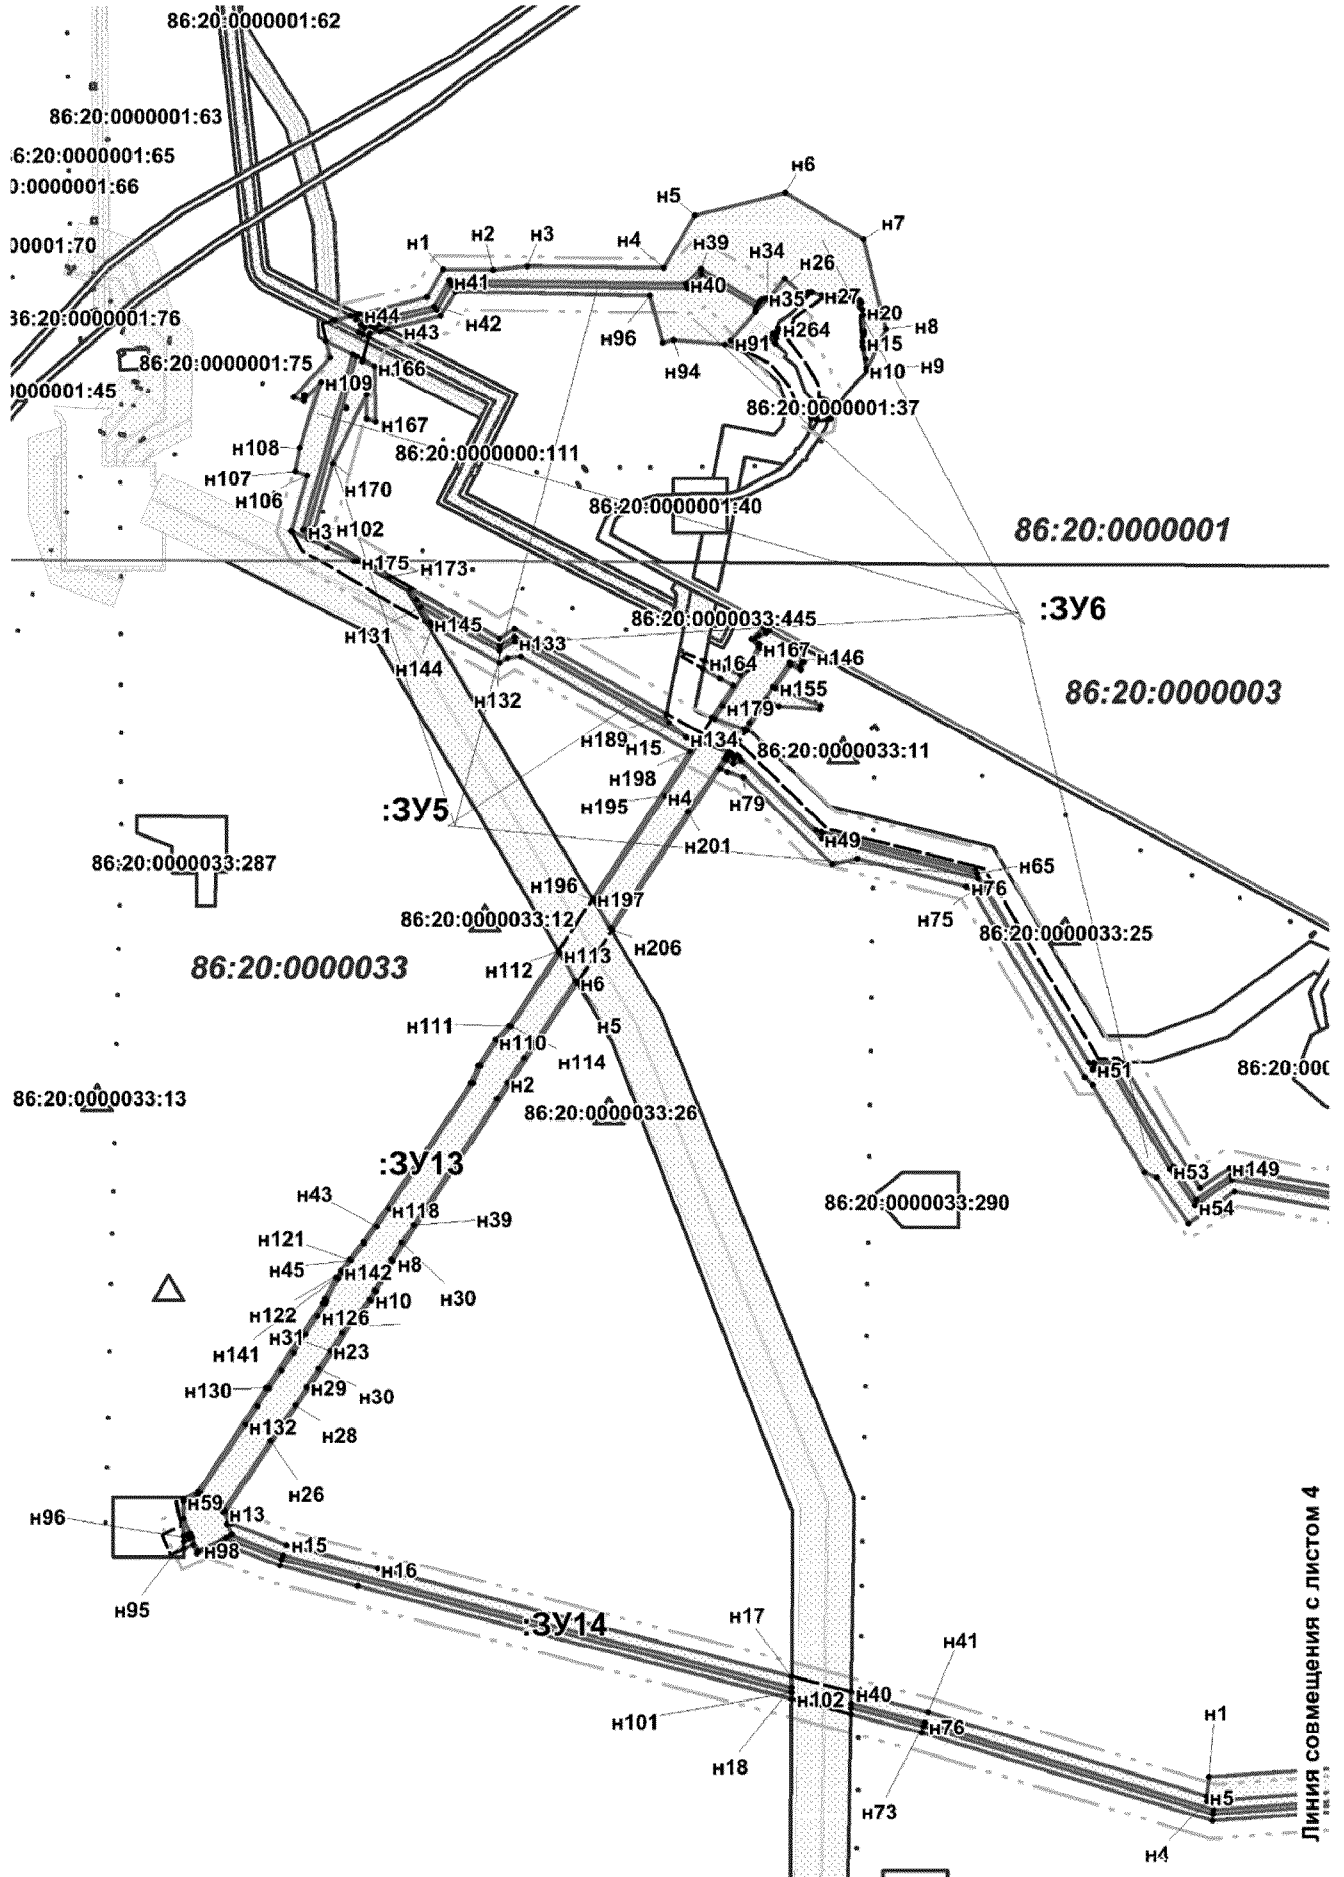 86:20:0000001:62
86:20:0000001:63
6:20:0000001:65
0:0000001:66
0001:70
86:20:0000001:76
86:20:0000001:75
0000001:45
н1
н2
н3
н4
н5
н6
н7
н39
н34
н26
н41
н40
н35
н27
н20
н8
н44
н43
н42
н96
н264
н91
н15
н94
н10
н9
н166
н109
н167
86:20:0000001:37
н108
86:20:0000000:111
н107
н106
н170
86:20:0000001:40
н3
н102
86:20:0000001
н175
н173
:ЗУ6
86:20:0000033:445
н131
н145
н133
н144
н167
н146
н164
86:20:0000003
н155
н132
н179
н189
н15
н134
86:20:0000033:11
н198
н79
н195
н4
:ЗУ5
н201
н49
86:20:0000033:287
н65
н196
н76
н197
86:20:0000033:12
н75
86:20:0000033:25
н206
н112
н113
86:20:0000033
н6
н111
н5
н110
н114
н51
86:20:000
н2
86:20:0000033:13
86:20:0000033:26
:ЗУ13
н53
н149
н43
н118
н39
86:20:0000033:290
н54
н121
н8
н45
н142
н30
н10
н122
н126
н31
н141
н23
н130
н29
н30
н132
н28
н26
н59
н13
н96
н98
н15
н16
н95
:ЗУ14
н17
н41
н40
н102
н101
н76
н1
н18
н5
н73
н4
Линия совмещения с листом 4